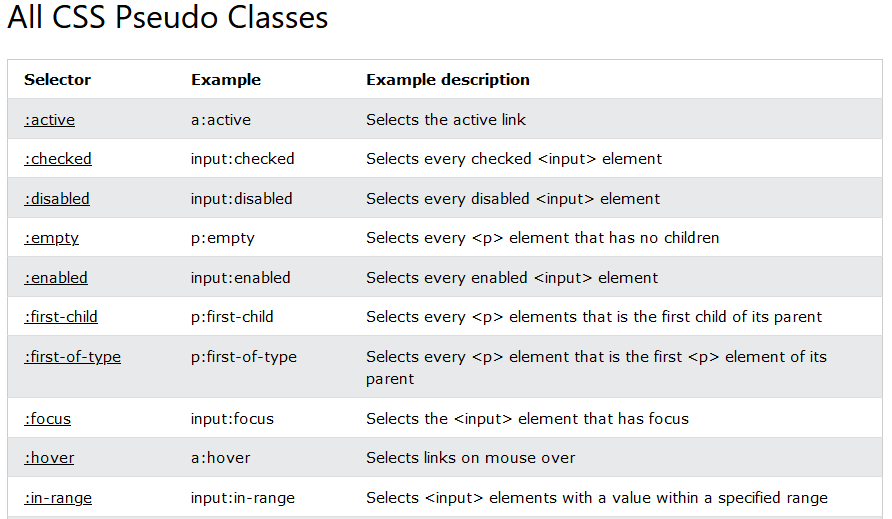 All CSS Pseudo Classes
Selector Example Example description
:active a:active Selects the active link
:checked input:checked Selects every checked <input> element
:disabled input:disabled Selects every disabled <input> element
:empty p:empty Selects every <p> element that has no children
:enabled input:enabled Selects every enabled <input> element
:first-child p:first-child Selects every <p> elements that is the first child of its parent
:first-of-type p:first-of-type Selects every <p> element that is the first <p> element of its
parent
:focus input:focus Selects the <input> element that has focus
:hover a:hover Selects links on mouse over
:in-range input:in-range Selects <input> elements with a value within a specified range